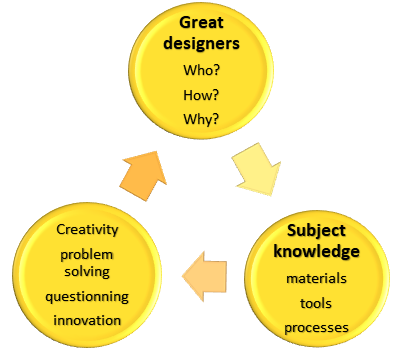 Great
designers
Who?
How?
Why?
Subject
knowledge
materials
tools
processes
Creativity
problem
solving
questionning
innovation